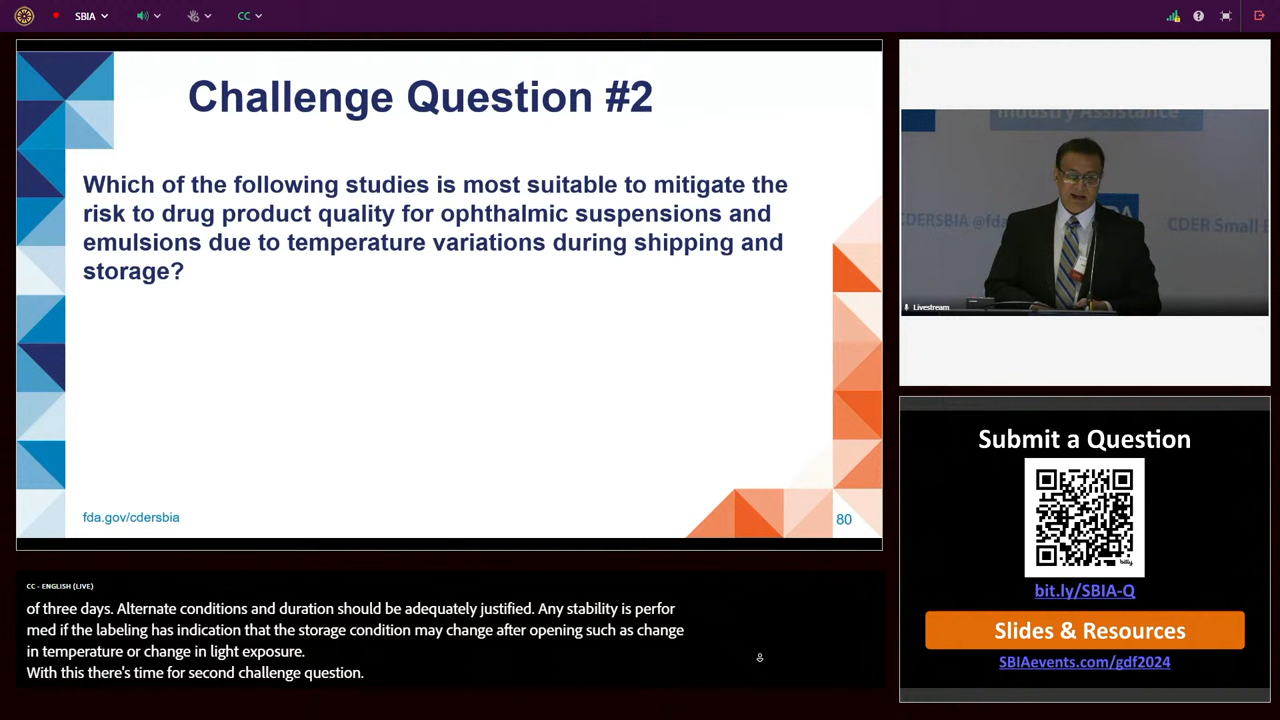 SBIA
CC
Challenge Question #2
Which of the following studies is most suitable to mitigate the
risk to drug product quality for ophthalmic suspensions and
emulsions due to temperature variations during shipping and
storage?
fda.gov/cdersbia
80
Industry Assistance
CDERSBIA @fda
CDER Small
Livestream
CC - ENGLISH (LIVE)
of three days. Alternate conditions and duration should be adequately justified. Any stability is perfor
med if the labeling has indication that the storage condition may change after opening such as change
in temperature or change in light exposure.
With this there's time for second challenge question.
Submit a Question
bitly
bit.ly/SBIA-Q
Slides & Resources
SBIAevents.com/gdf2024